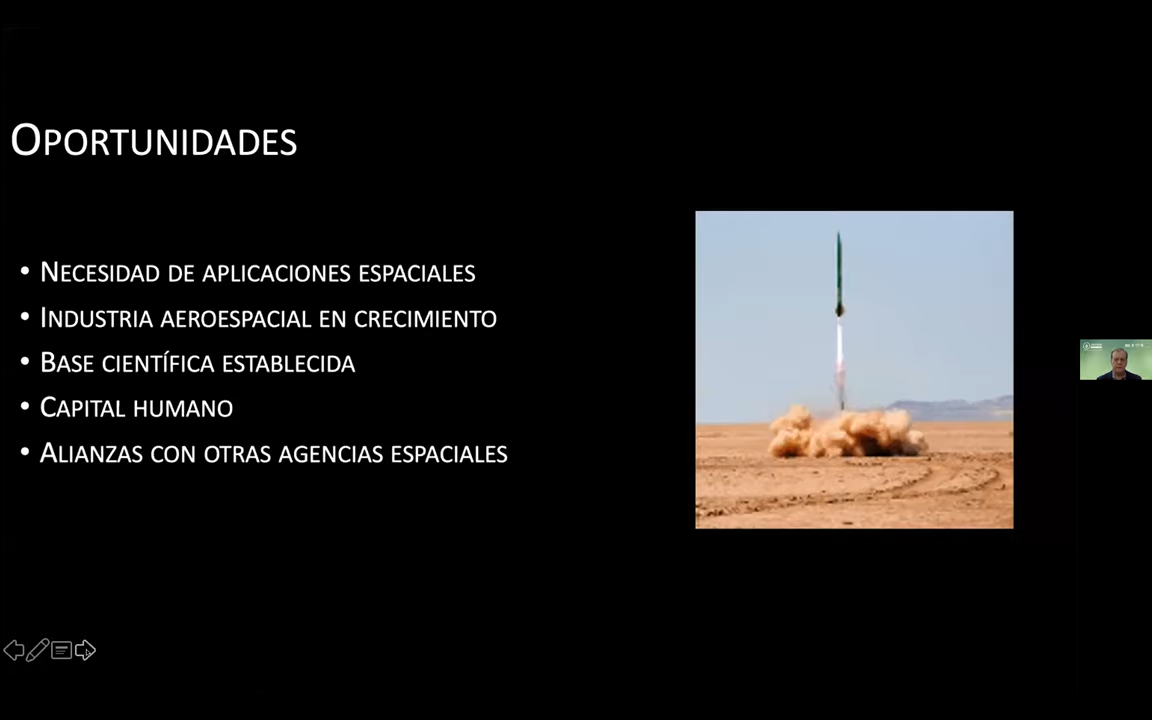 OPORTUNIDADES
• NECESIDAD DE APLICACIONES ESPACIALES
• INDUSTRIA AEROESPACIAL EN CRECIMIENTO
• BASE CIENTÍFICA ESTABLECIDA
• CAPITAL HUMANO
• ALIANZAS CON OTRAS AGENCIAS ESPACIALES